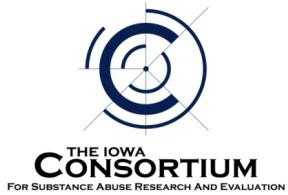 THE IOWA
CONSORTIUM
FOR SUBSTANCE ABUSE RESEARCH AND EVALUATION